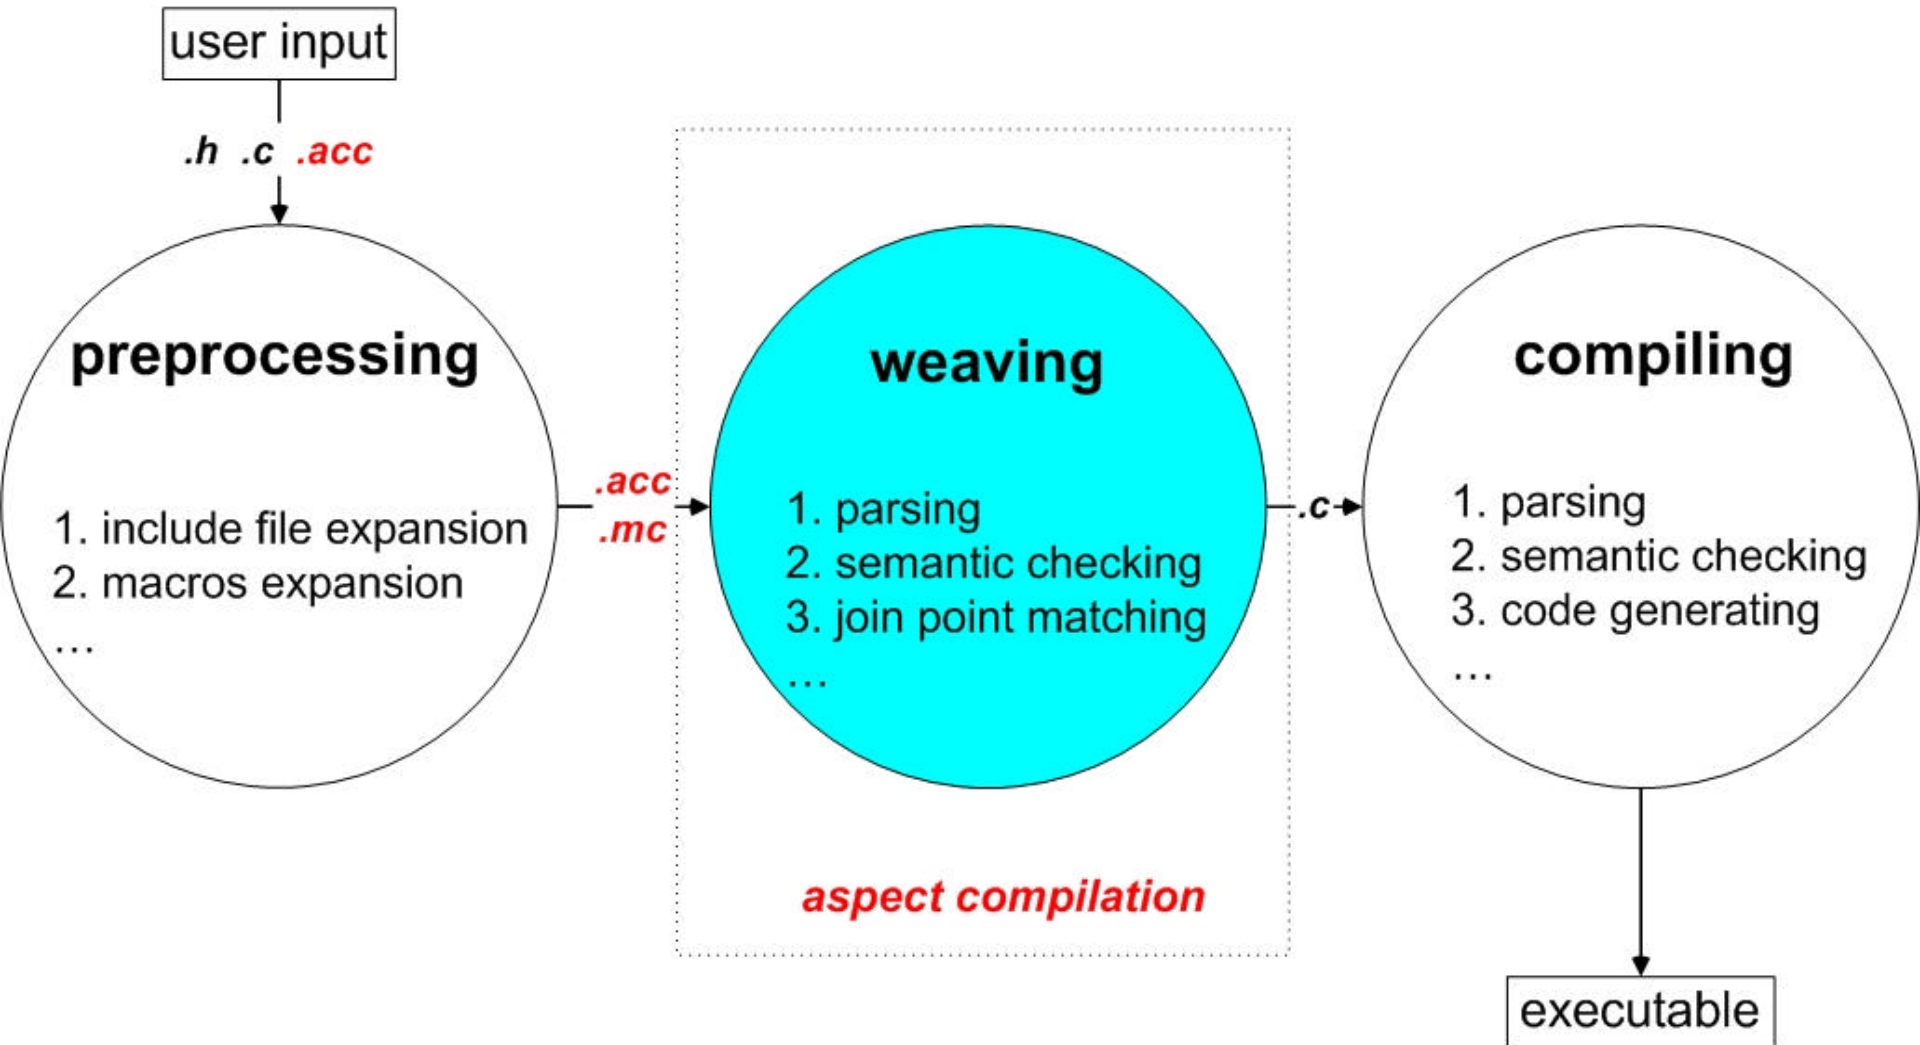 user input
.h .c .acc
preprocessing
1. include file expansion
2. macros expansion
...
.acc
.mc
weaving
1. parsing
2. semantic checking
3. join point matching
...
aspect compilation
.c
compiling
1. parsing
2. semantic checking
3. code generating
...
executable